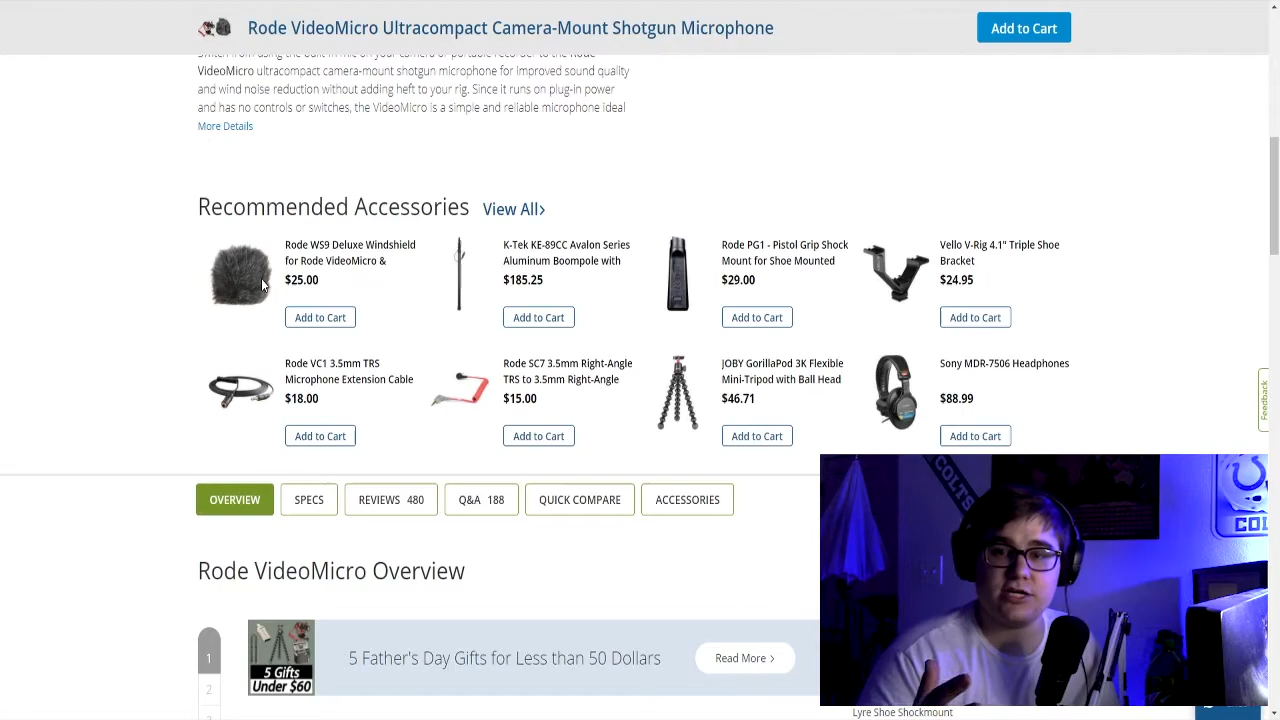 Rode VideoMicro Ultracompact Camera-Mount Shotgun Microphone
Add to Cart
VideoMicro ultracompact camera-mount shotgun microphone for improved sound quality
and wind noise reduction without adding heft to your rig. Since it runs on plug-in power
and has no controls or switches, the VideoMicro is a simple and reliable microphone ideal
More Details
Recommended Accessories View All›
Rode WS9 Deluxe Windshield
for Rode VideoMicro &
$25.00
Add to Cart
K-Tek KE-89CC Avalon Series
Aluminum Boompole with
$185.25
Add to Cart
Rode PG1 - Pistol Grip Shock
Mount for Shoe Mounted
$29.00
Add to Cart
Vello V-Rig 4.1" Triple Shoe
Bracket
$24.95
Add to Cart
Rode VC1 3.5mm TRS
Microphone Extension Cable
$18.00
Add to Cart
Rode SC7 3.5mm Right-Angle
TRS to 3.5mm Right-Angle
$15.00
Add to Cart
JOBY GorillaPod 3K Flexible
Mini-Tripod with Ball Head
$46.71
Add to Cart
Sony MDR-7506 Headphones
$88.99
Add to Cart
Feedback
OVERVIEW
SPECS
REVIEWS 480
Q&A 188
QUICK COMPARE
ACCESSORIES
Rode VideoMicro Overview
1
2
5 Gifts
Under $60
5 Father's Day Gifts for Less than 50 Dollars
Read More ›
COLTS
Lyre Shoe Shockmount